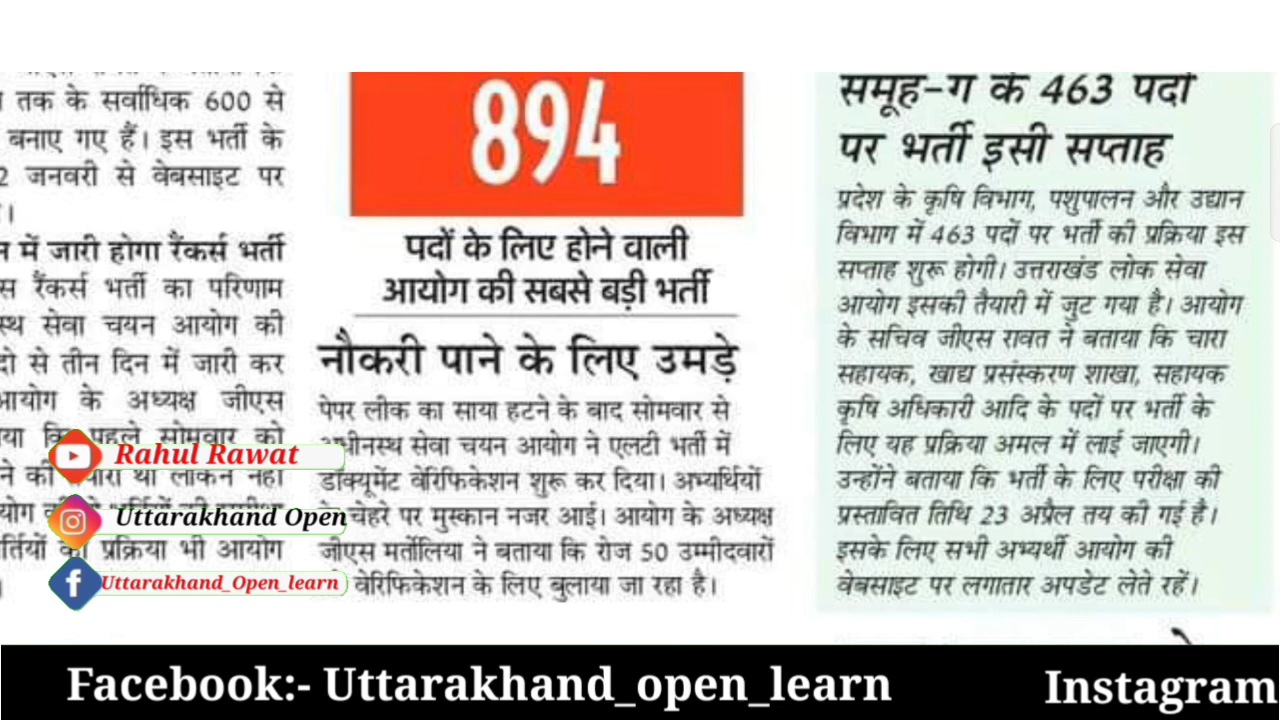 तक के सर्वाधिक 600 से
बनाए गए हैं। इस भर्ती के
2 जनवरी से वेबसाइट पर
में जारी होगा रैंकर्स भर्ती
रैंकर्स भर्ती का परिणाम
सेवा चयन आयोग की
दो से तीन दिन में जारी कर
आयोग के अध्यक्ष जीएस
पहले सोमवार को
प्रक्रिया भी आयोग
894
पदों के लिए होने वाली
आयोग की सबसे बड़ी भर्ती
नौकरी पाने के लिए उमड़े
पेपर लीक का साया हटने के बाद सोमवार से
अधीनस्थ सेवा चयन आयोग ने एलटी भर्ती में
डॉक्यूमेंट वेरिफिकेशन शुरू कर दिया। अभ्यर्थियों
चेहरे पर मुस्कान नजर आई। आयोग के अध्यक्ष
जीएस मर्तोलिया ने बताया कि रोज 50 उम्मीदवारों
वेरिफिकेशन के लिए बुलाया जा रहा है।
समूह-ग के 463 पदों
पर भर्ती इसी सप्ताह
प्रदेश के कृषि विभाग, पशुपालन और उद्यान
विभाग में 463 पदों पर भर्ती की प्रक्रिया इस
सप्ताह शुरू होगी। उत्तराखंड लोक सेवा
आयोग इसकी तैयारी में जुट गया है। आयोग
के सचिव जीएस रावत ने बताया कि चारा
सहायक, खाद्य प्रसंस्करण शाखा, सहायक
कृषि अधिकारी आदि के पदों पर भर्ती के
लिए यह प्रक्रिया अमल में लाई जाएगी।
उन्होंने बताया कि भर्ती के लिए परीक्षा की
प्रस्तावित तिथि 23 अप्रैल तय की गई है।
इसके लिए सभी अभ्यर्थी आयोग की
वेबसाइट पर लगातार अपडेट लेते रहें।
Rahul Rawat
Uttarakhand Open
Uttarakhand_Open_learn
Facebook:- Uttarakhand_open_learn
Instagram